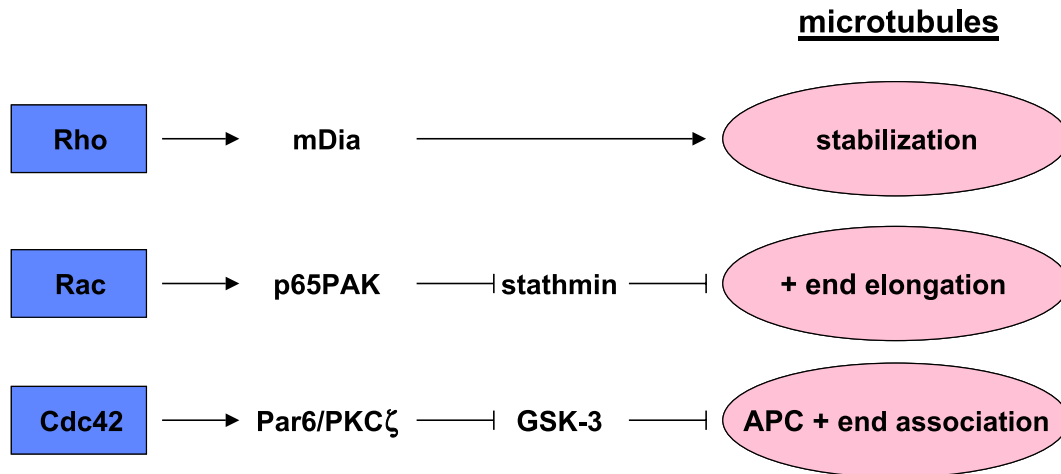 microtubules
Rho mDia stabilization
Rac p65PAK stathmin + end elongation
Cdc42 Par6/PKCζ GSK-3 APC + end association